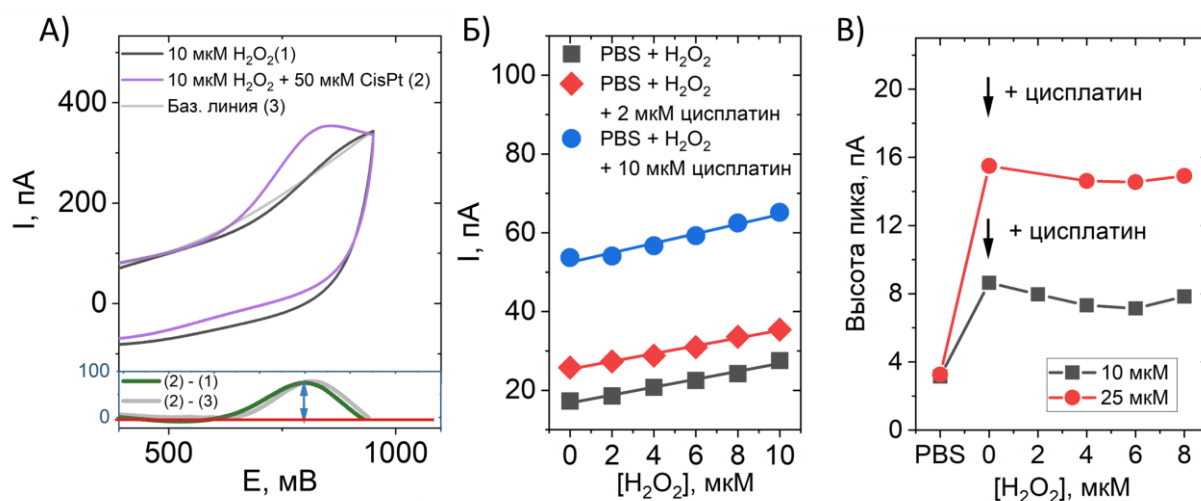 А)
10 мкМ H₂O₂(1)
10 мкМ H₂O₂ + 50 мкМ CisPt (2)
Баз. линия (3)
400
200
0
I, пА
100
0
(2) - (1)
(2) - (3)
500
1000
E, мВ
Б)
PBS + H₂O₂
PBS + H₂O₂
+ 2 мкМ цисплатин
PBS + H₂O₂
+ 10 мкМ цисплатин
100
80
60
40
20
I, пА
0 2 4 6 8 10
[H₂O₂], мкМ
В)
+ цисплатин
+ цисплатин
20
16
12
8
4
0
Высота пика, пА
10 мкМ
25 мкМ
PBS 0 2 4 6 8
[H₂O₂], мкМ